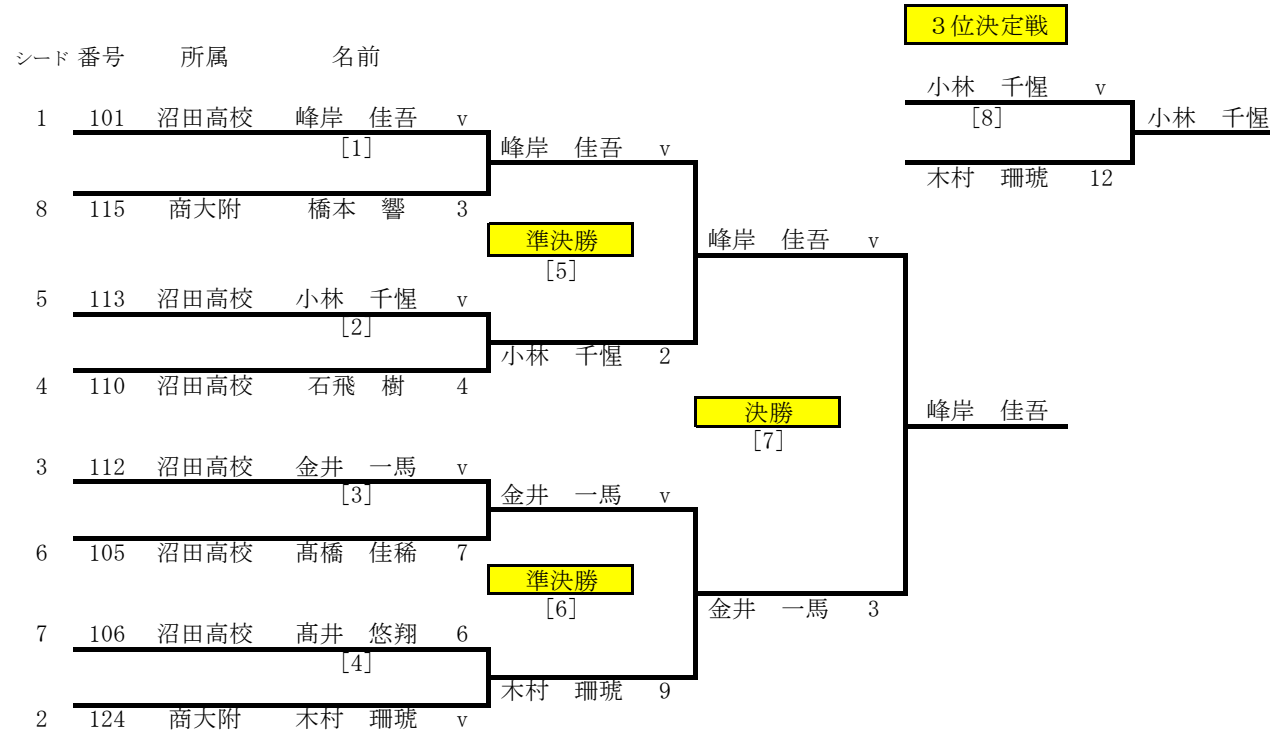 ３位決定戦
シード 番号 所属 名前
小林 千惺 v
1 101 沼田高校 峰岸 佳吾 v
[8]
小林 千惺
[1]
峰岸 佳吾 v
木村 珊琥 12
8 115 商大附 橋本 響 3
準決勝
峰岸 佳吾 v
[5]
5 113 沼田高校 小林 千惺 v
[2]
小林 千惺 2
4 110 沼田高校 石飛 樹 4
決勝
峰岸 佳吾
[7]
3 112 沼田高校 金井 一馬 v
[3]
金井 一馬 v
6 105 沼田高校 髙橋 佳稀 7
準決勝
[6]
金井 一馬 3
7 106 沼田高校 髙井 悠翔 6
[4]
木村 珊琥 9
2 124 商大附 木村 珊琥 v